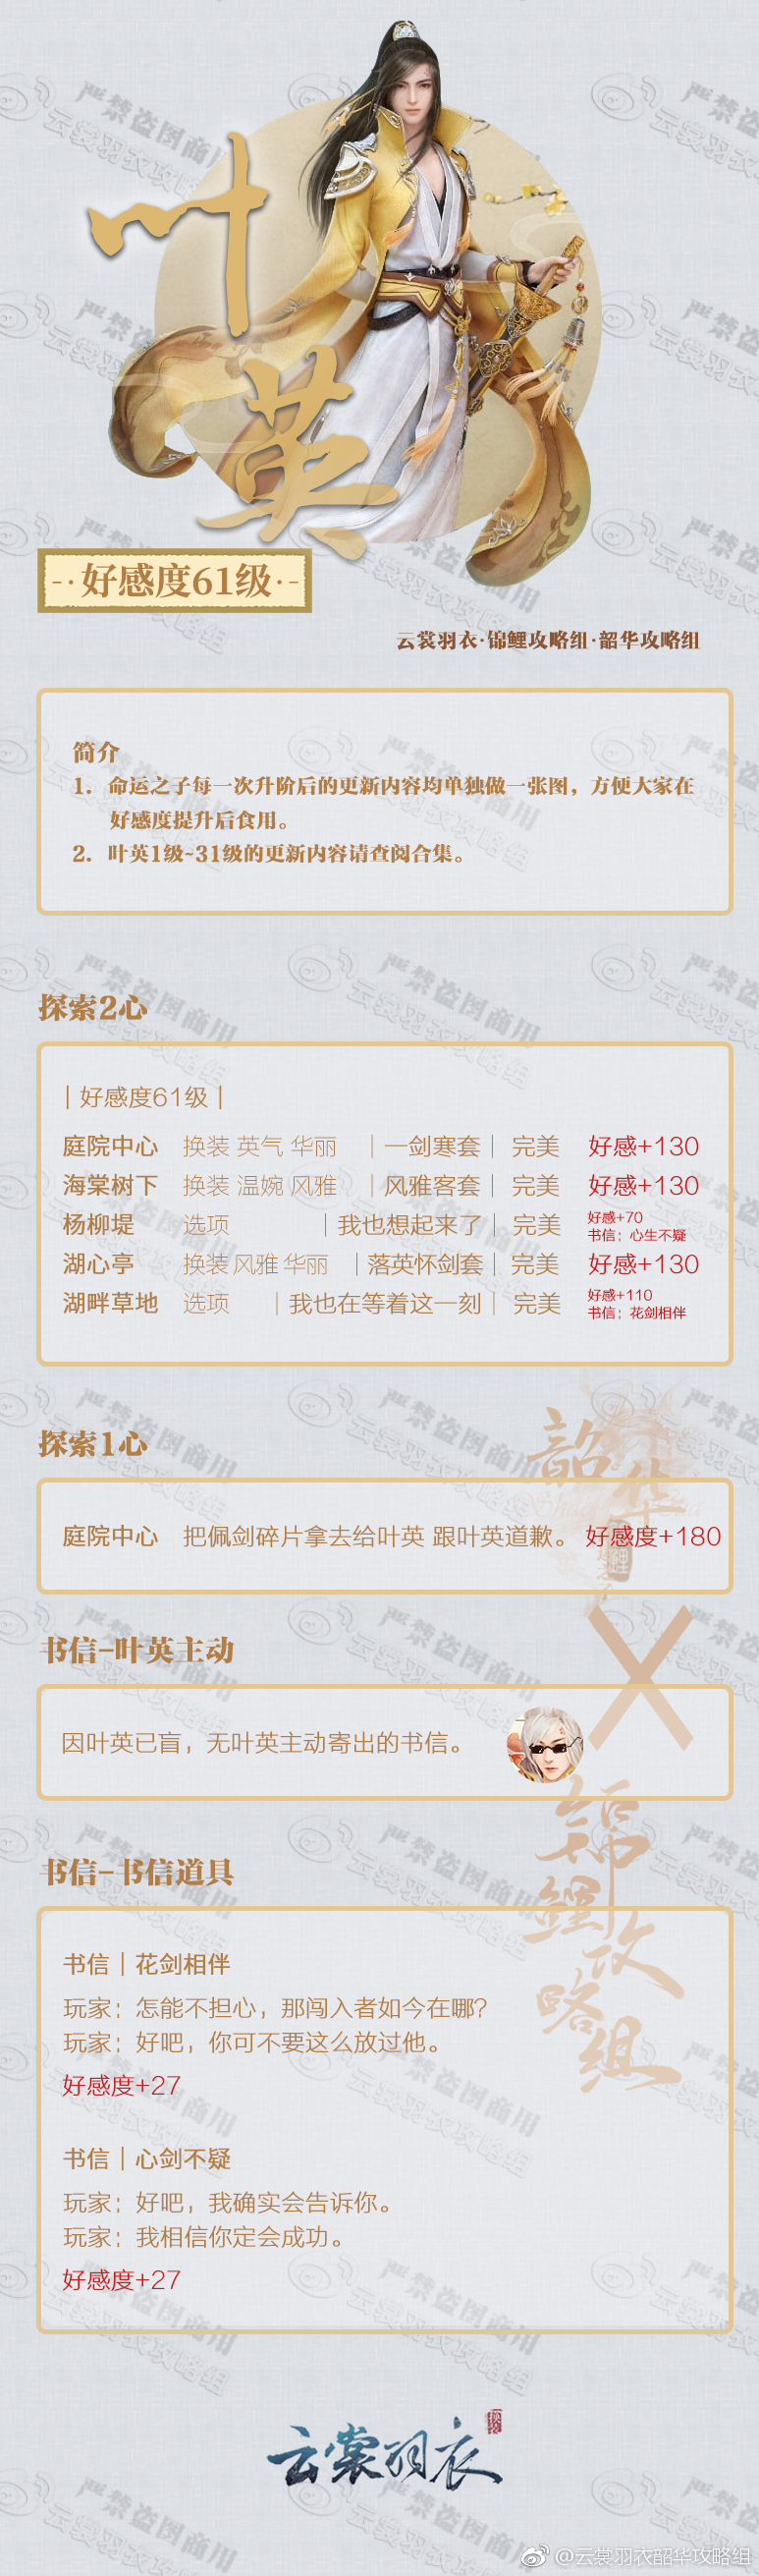 叶英
-·好感度61级·-
云裳羽衣·锦鲤攻略组·韶华攻略组
简介
1. 命运之子每一次升阶后的更新内容均单独做一张图，方便大家在
好感度提升后食用。
2. 叶英1级~31级的更新内容请查阅合集。
探索2心
|好感度61级|
庭院中心 换装 英气 华丽 |一剑寒套| 完美 好感+130
海棠树下 换装 温婉 风雅 |风雅客套| 完美 好感+130
杨柳堤 选项 |我也想起来了| 完美 好感+70
书信：心生不疑
湖心亭 换装 风雅 华丽 |落英怀剑套| 完美 好感+130
湖畔草地 选项 |我也在等着这一刻| 完美 好感+110
书信：花剑相伴
探索1心
庭院中心 把佩剑碎片拿去给叶英 跟叶英道歉。 好感度+180
书信-叶英主动
因叶英已盲，无叶英主动寄出的书信。
书信-书信道具
书信|花剑相伴
玩家：怎能不担心，那闯入者如今在哪？
玩家：好吧，你可不要这么放过他。
好感度+27
书信|心剑不疑
玩家：好吧，我确实会告诉你。
玩家：我相信你定会成功。
好感度+27
韶华
X
锦鲤攻略组
云裳羽衣
@云裳羽衣韶华攻略组
严禁盗图商用
云裳羽衣攻略组